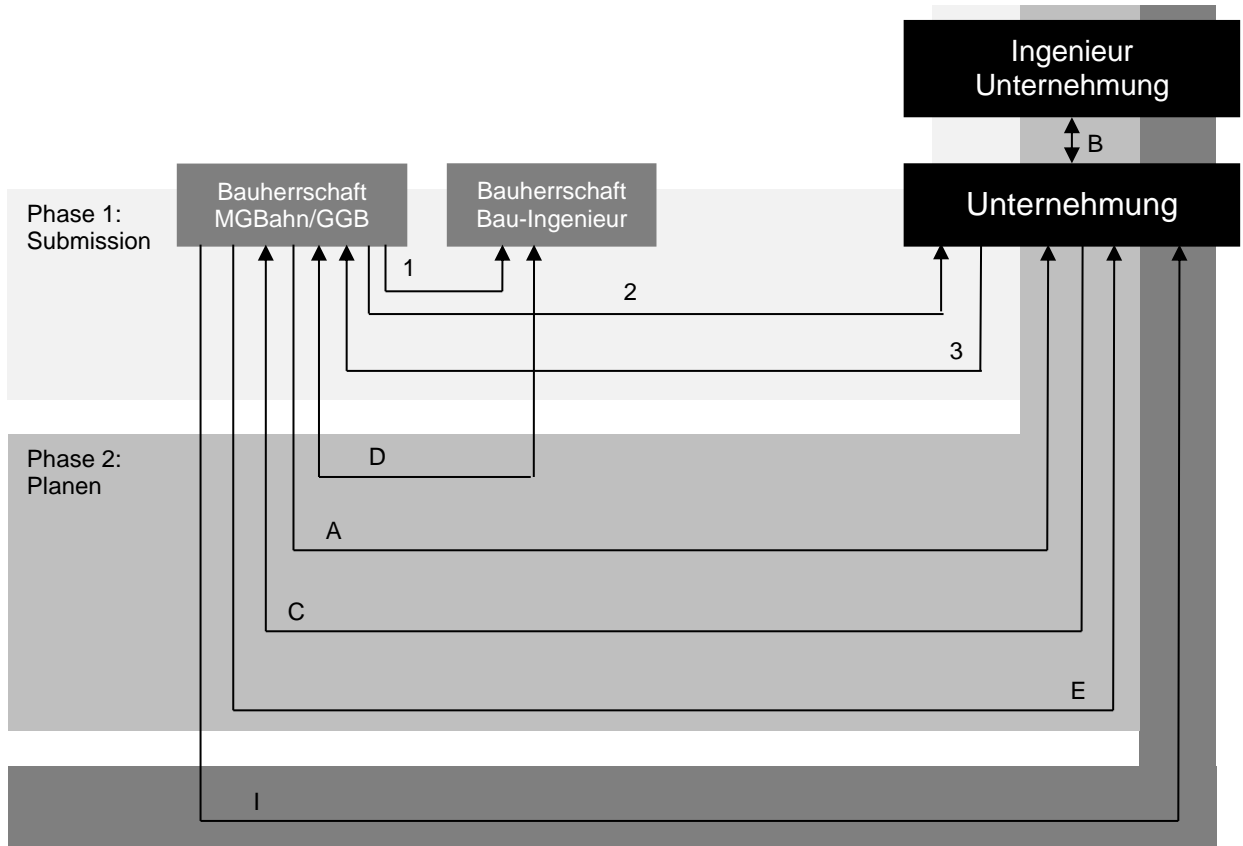 Ingenieur
Unternehmung
B
Bauherrschaft
MGBahn/GGB
Bauherrschaft
Bau-Ingenieur
Unternehmung
Phase 1:
Submission
1
2
3
Phase 2:
Planen
D
A
C
E
I